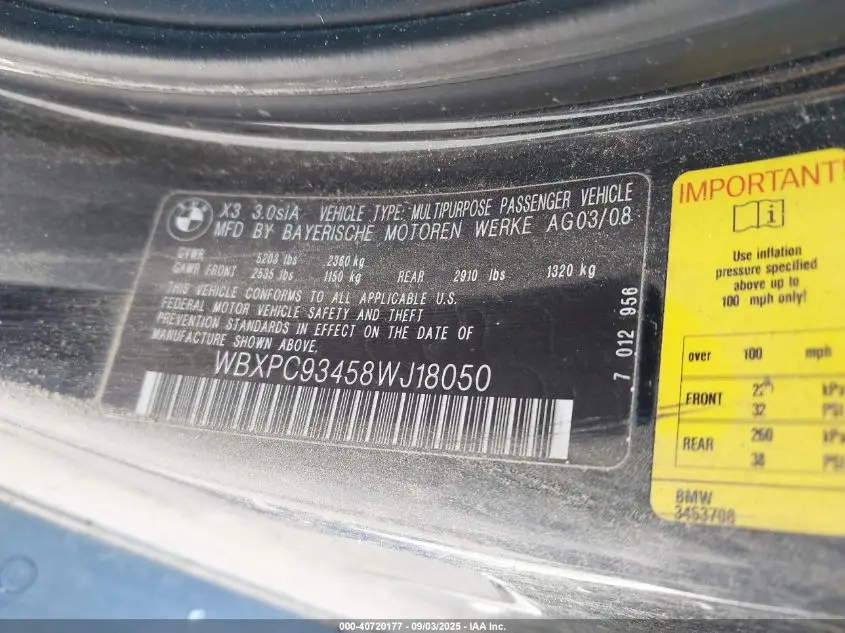 BMW
X3 3.0siA VEHICLE TYPE: MULTIPURPOSE PASSENGER VEHICLE
MFD BY BAYERISCHE MOTOREN WERKE AG03/08
GVWR 5203 lbs 2360 kg
GAWR FRONT 2535 lbs 1150 kg REAR 2910 lbs 1320 kg
THIS VEHICLE CONFORMS TO ALL APPLICABLE U.S.
FEDERAL MOTOR VEHICLE SAFETY AND THEFT
PREVENTION STANDARDS IN EFFECT ON THE DATE OF
MANUFACTURE SHOWN ABOVE.
WBXPC93458WJ18050
7 012 956
IMPORTANT!
i
Use inflation
pressure specified
above up to
100 mph only!
over 100 mph
FRONT kPa
32 PSI
REAR 260 kPa
38 PSI
BMW
3453708
000-40720177 - 09/03/2025 - IAA Inc.